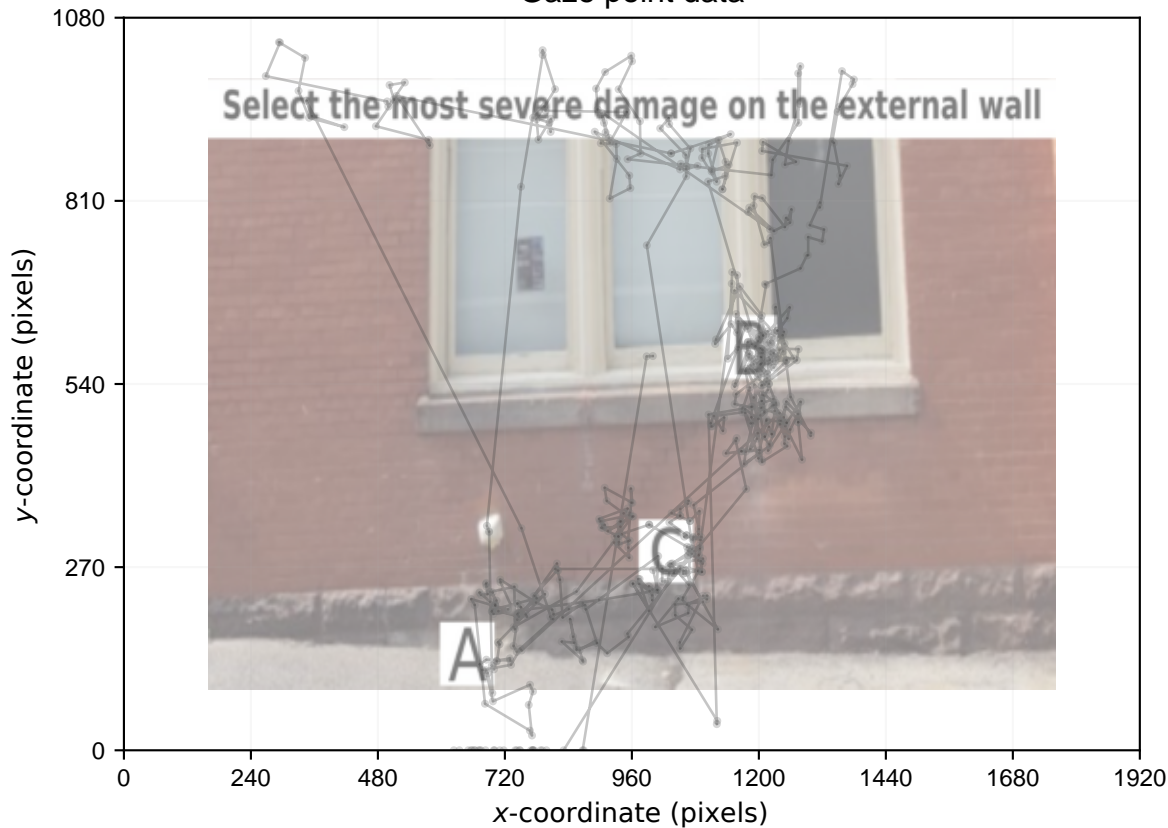 Gaze point data
1080
Select the most severe damage on the external wall
810
B
540
C
270
A
0
0 240 480 720 960 1200 1440 1680 1920
x-coordinate (pixels)
y-coordinate (pixels)